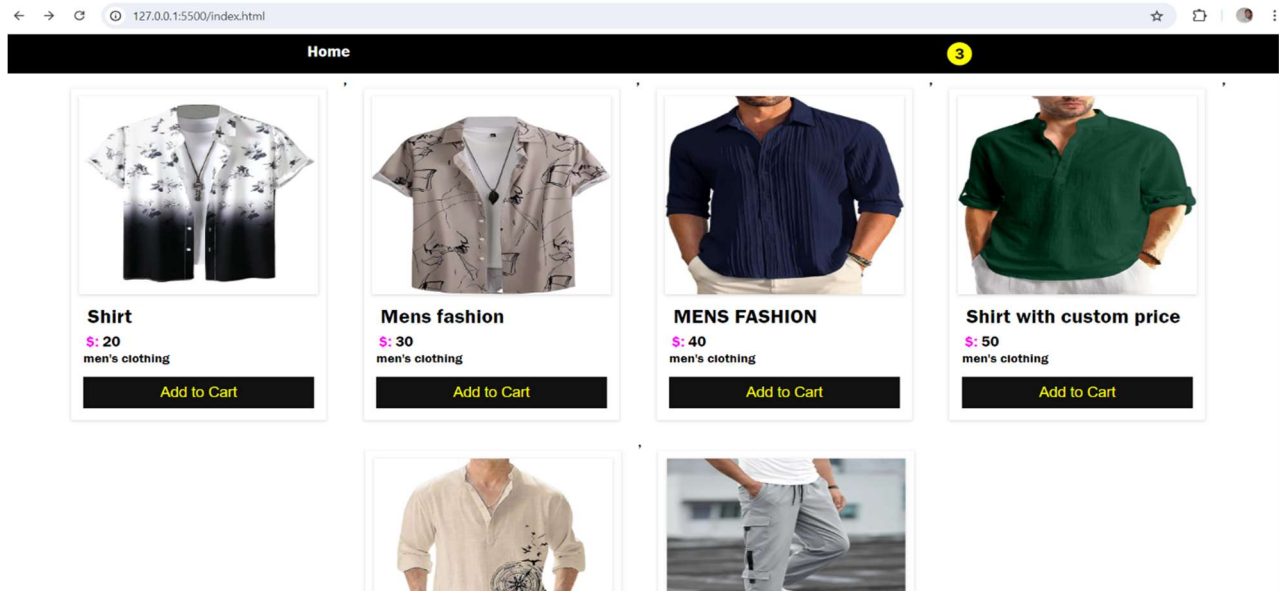 127.0.0.1:5500/index.html
Home
3
, , , ,
Shirt
$: 20
men's clothing
Add to Cart
Mens fashion
$: 30
men's clothing
Add to Cart
MENS FASHION
$: 40
men's clothing
Add to Cart
Shirt with custom price
$: 50
men's clothing
Add to Cart
,